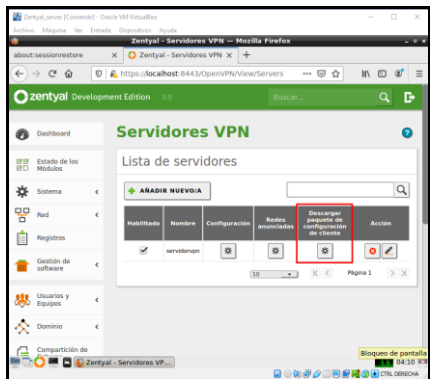 Zentyal_server [Corriendo] - Oracle VM VirtualBox
Archivo Máquina Ver Entrada Dispositivos Ayuda
Zentyal - Servidores VPN — Mozilla Firefox
about:sessionrestore
Zentyal - Servidores VPN
https://localhost:8443/OpenVPN/View/Servers
zentyal Development Edition 5.0
Buscar...
Dashboard
Servidores VPN
Estado de los Módulos
Lista de servidores
Sistema
AÑADIR NUEVO/A
Red
Habilitado Nombre Configuración Redes anunciadas Descargar paquete de configuración de cliente Acción
Registros
servidorvpn
Gestión de software
10
Página 1
Usuarios y Equipos
Dominio
Compartición de
Bloqueo de pantalla
Zentyal - Servidores VP...
04:10
CTRL DERECHA